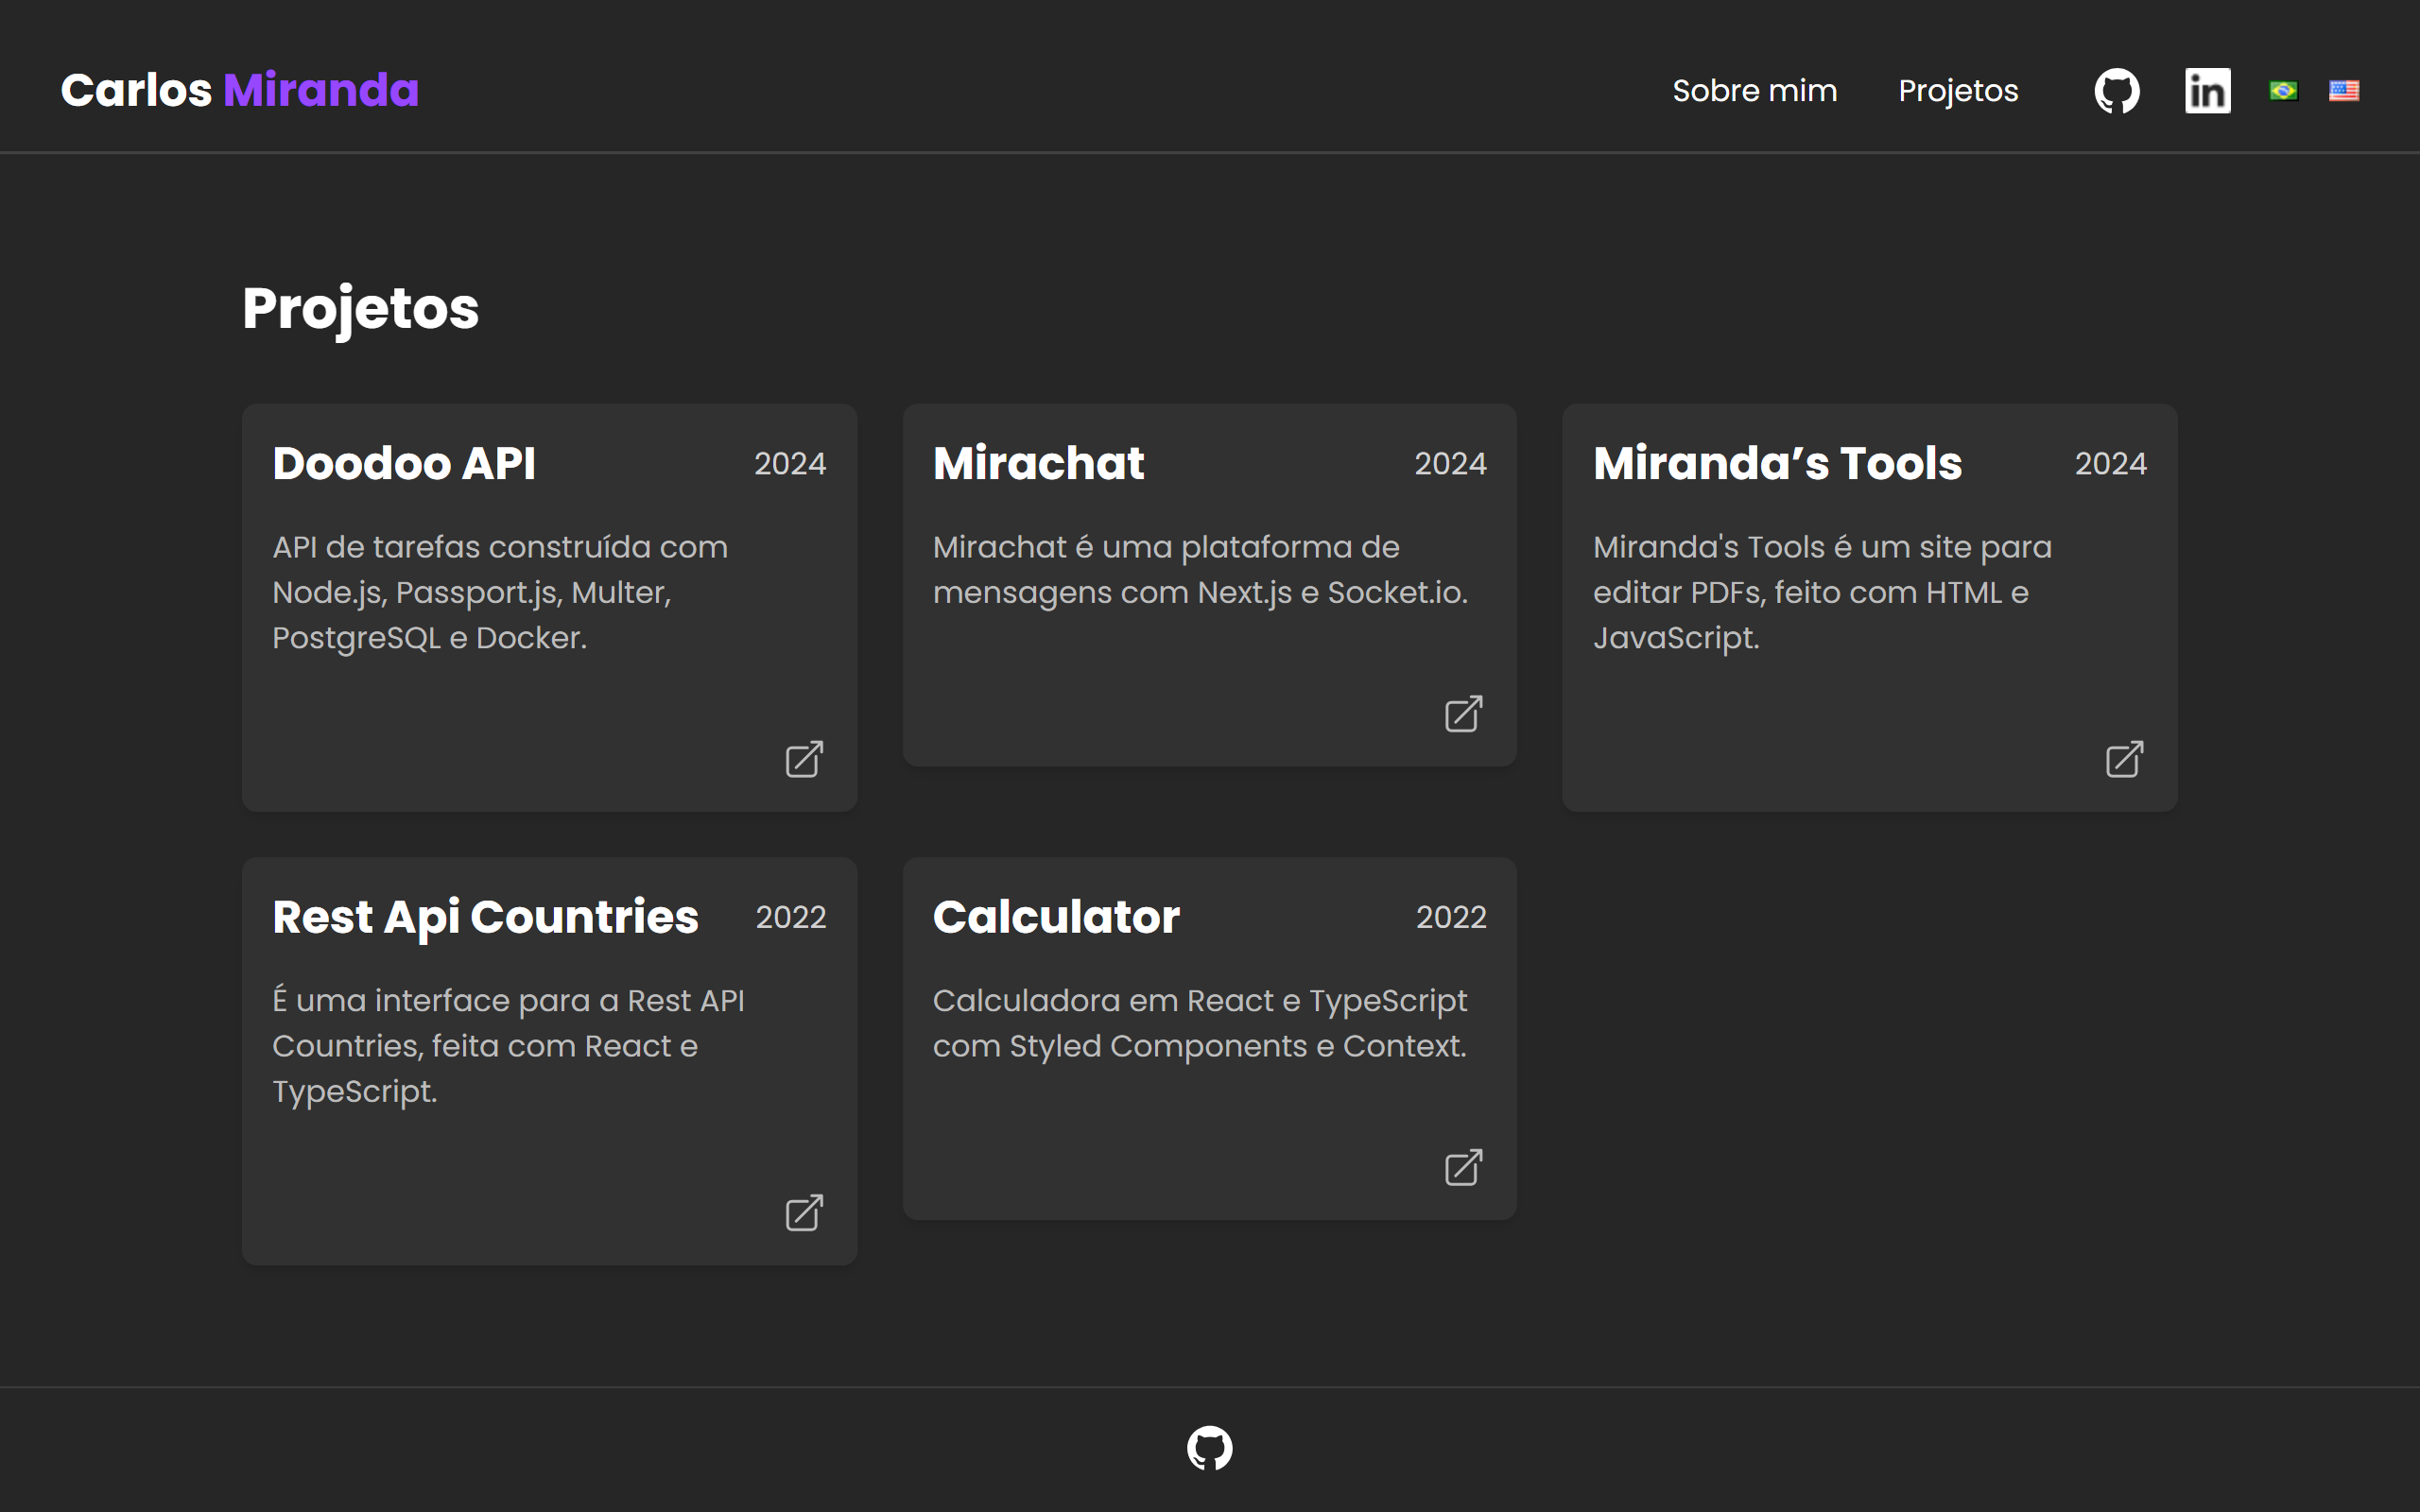 Carlos Miranda
Sobre mim
Projetos
in
Projetos
Doodoo API
2024
API de tarefas construída com
Node.js, Passport.js, Multer,
PostgreSQL e Docker.
Mirachat
2024
Mirachat é uma plataforma de
mensagens com Next.js e Socket.io.
Miranda’s Tools
2024
Miranda's Tools é um site para
editar PDFs, feito com HTML e
JavaScript.
Rest Api Countries
2022
É uma interface para a Rest API
Countries, feita com React e
TypeScript.
Calculator
2022
Calculadora em React e TypeScript
com Styled Components e Context.